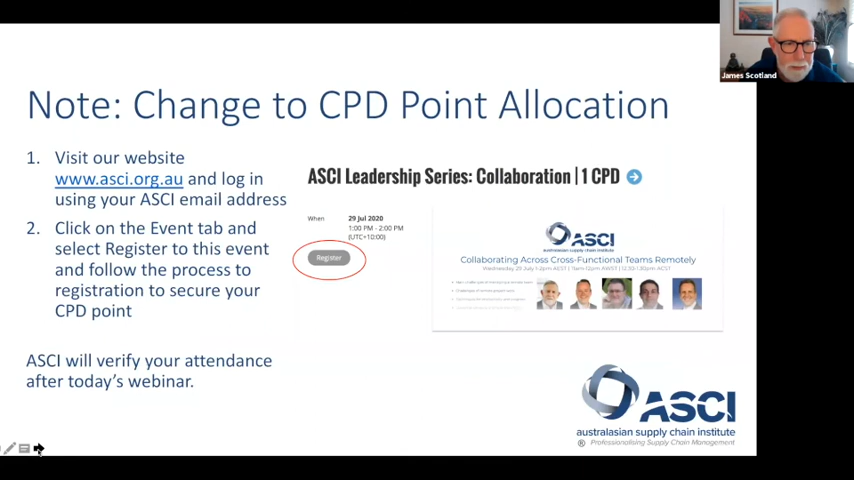 James Scotland
Note: Change to CPD Point Allocation
1. Visit our website
www.asci.org.au and log in
using your ASCI email address
2. Click on the Event tab and
select Register to this event
and follow the process to
registration to secure your
CPD point
ASCI will verify your attendance
after today's webinar.
ASCI Leadership Series: Collaboration | 1 CPD
When
29 Jul 2020
1:00 PM - 2:00 PM
(UTC+10:00)
Register
ASCI
australasian supply chain institute
Collaborating Across Cross-Functional Teams Remotely
ASCI
australasian supply chain institute
® Professionalising Supply Chain Management